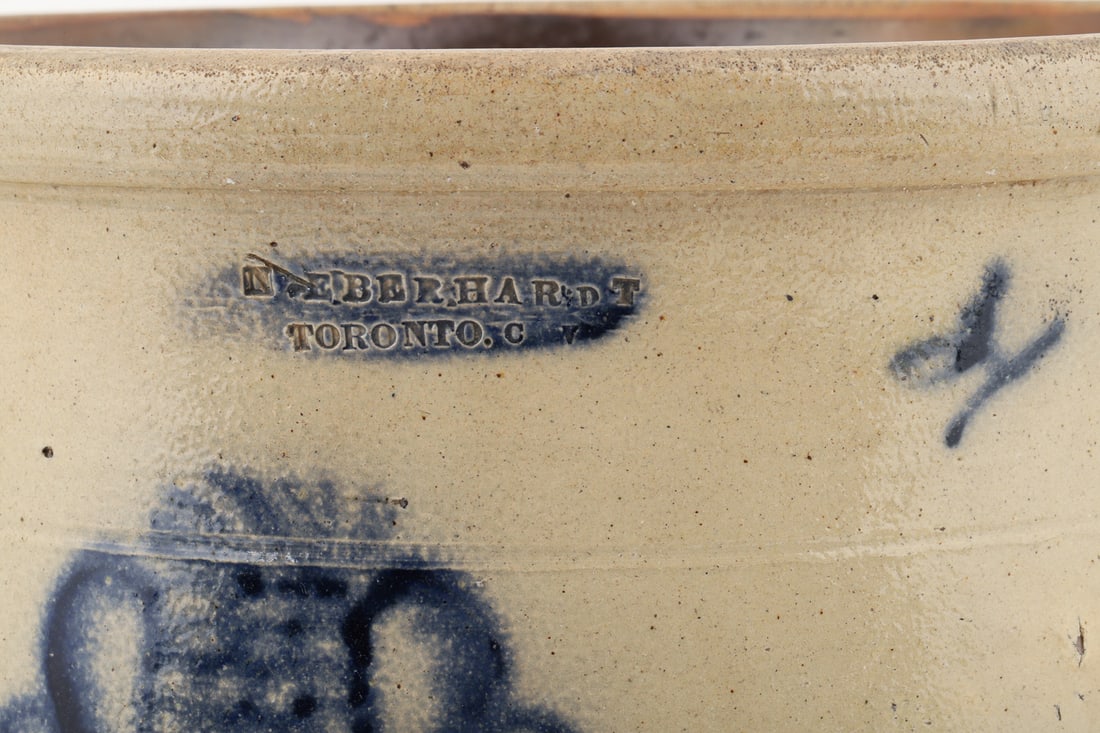 N. EBERHARDT
TORONTO. C W
4